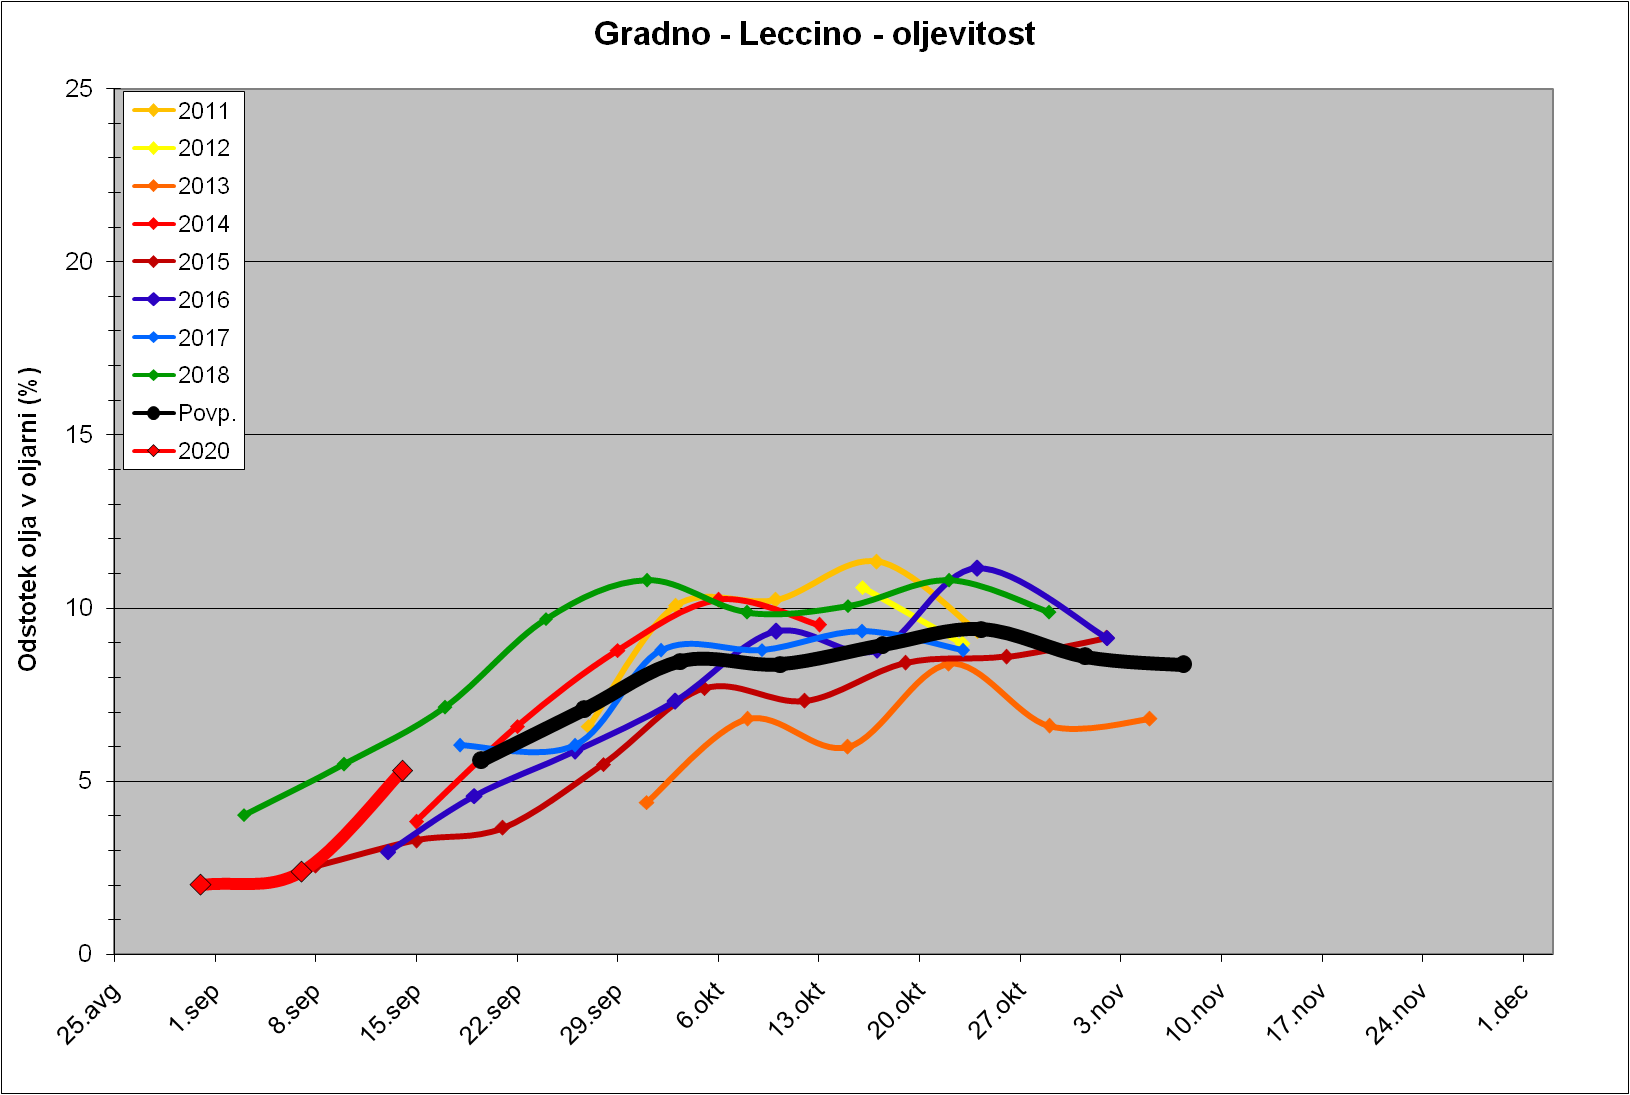 Gradno - Leccino - oljevitost
Odstotek olja v oljarni (%)
25
20
15
10
5
0
2011
2012
2013
2014
2015
2016
2017
2018
Povp.
2020
25.avg
1.sep
8.sep
15.sep
22.sep
29.sep
6.okt
13.okt
20.okt
27.okt
3.nov
10.nov
17.nov
24.nov
1.dec